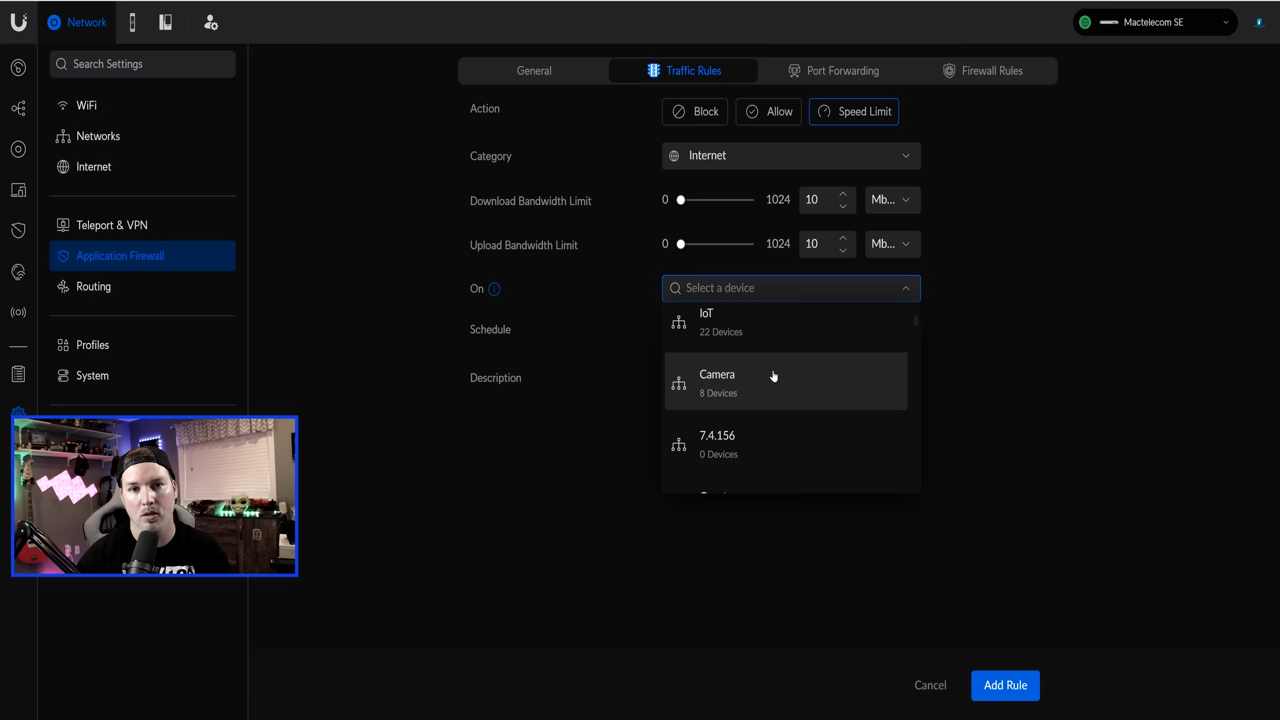 Network
Mactelecom SE
Search Settings
General
Traffic Rules
Port Forwarding
Firewall Rules
WiFi
Networks
Internet
Teleport & VPN
Application Firewall
Routing
Profiles
System
Action
Block
Allow
Speed Limit
Category
Internet
Download Bandwidth Limit
0
1024
10
Mb...
Upload Bandwidth Limit
0
1024
10
Mb...
On
Select a device
Schedule
Description
IoT
22 Devices
Camera
8 Devices
7.4.156
0 Devices
Cancel
Add Rule